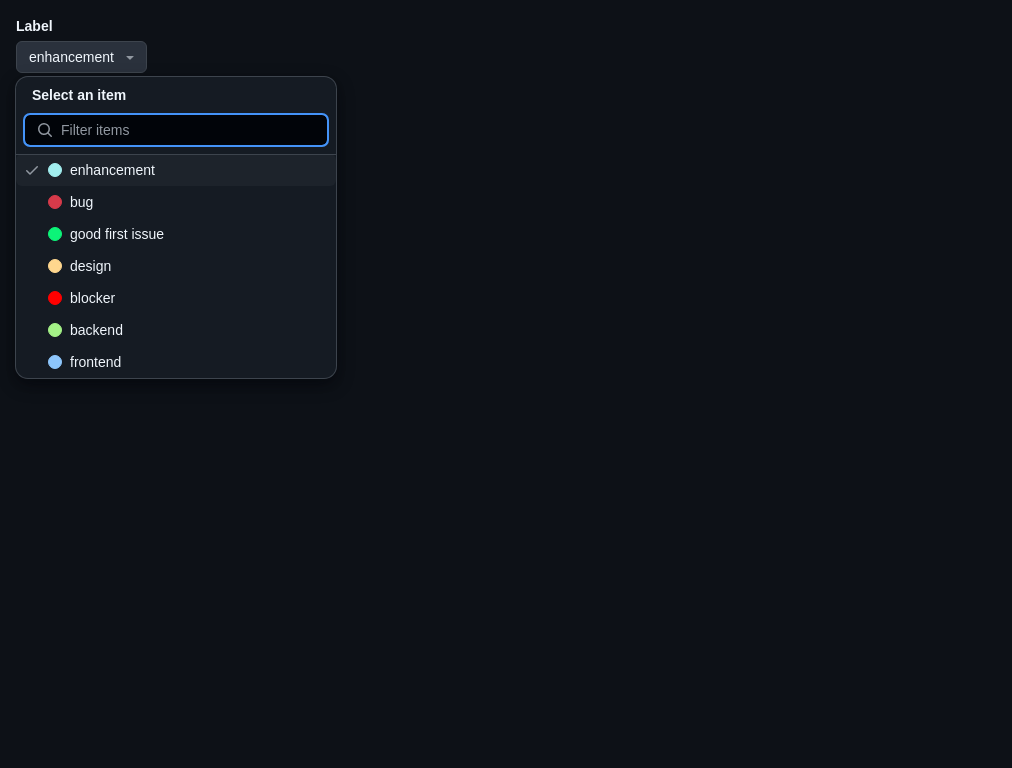 Label
enhancement
Select an item
Filter items
enhancement
bug
good first issue
design
blocker
backend
frontend